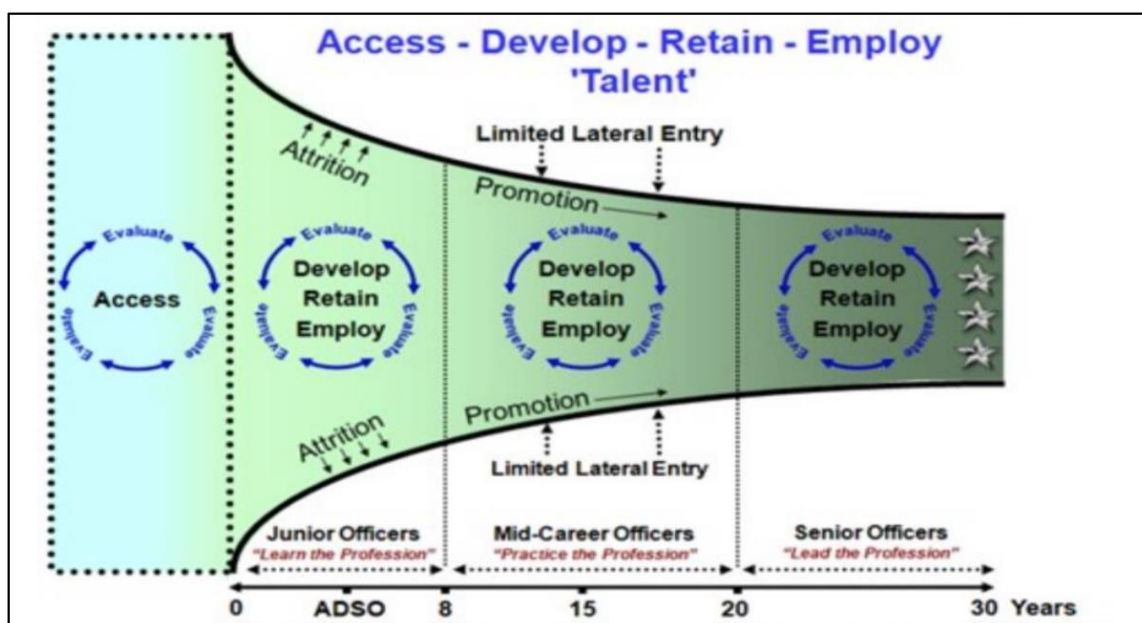 Access - Develop - Retain - Employ
'Talent'
Limited Lateral Entry
Attrition
Promotion
Evaluate
Evaluate
Evaluate
Access
Evaluate
Evaluate
Evaluate
Develop
Retain
Employ
Evaluate
Evaluate
Evaluate
Develop
Retain
Employ
Evaluate
Evaluate
Evaluate
Develop
Retain
Employ
Promotion
Attrition
Limited Lateral Entry
Junior Officers
"Learn the Profession"
Mid-Career Officers
"Practice the Profession"
Senior Officers
"Lead the Profession"
0 ADSO 8 15 20 30 Years